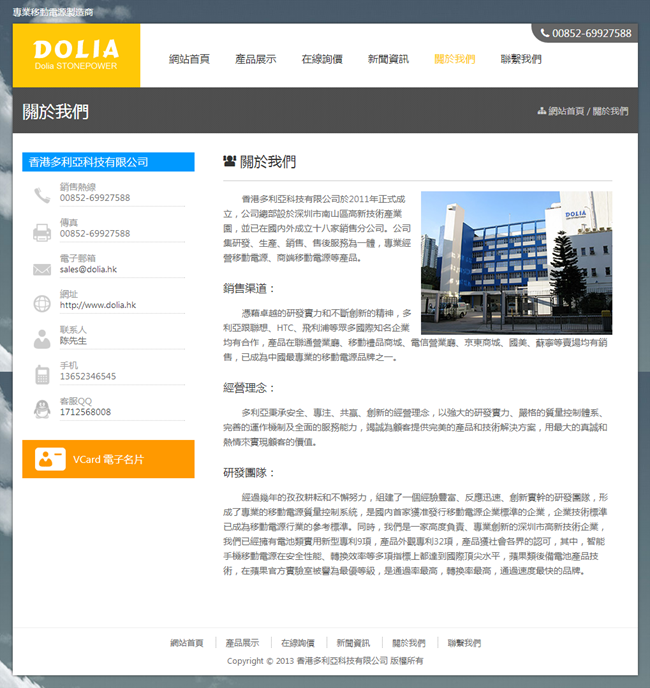 專業移動電源製造商
00852-69927588
DOLIA
Dolia STONEPOWER
網站首頁 產品展示 在線詢價 新聞資訊 關於我們 聯繫我們
關於我們
網站首頁 / 關於我們
香港多利亞科技有限公司
銷售熱線
00852-69927588
傳真
00852-69927588
電子郵箱
sales@dolia.hk
網址
http://www.dolia.hk
联系人
陈先生
手机
13652346545
客服QQ
1712568008
VCard 電子名片
關於我們
香港多利亞科技有限公司於2011年正式成
立，公司總部設於深圳市南山區高新技術產業
園，並已在國內外成立十八家銷售分公司。公司
集研发、生產、銷售、售後服務為一體，專業經
營移動電源、商端移動電源等產品。
DOLIA
銷售渠道：
憑藉卓越的研發實力和不斷創新的精神，多
利亞跟聯想、HTC、飛利浦等眾多國際知名企業
均有合作，產品在聯通營業廳、移動禮品商城、電信營業廳、京東商城、國美、蘇寧等賣場均有銷
售，已成為中國最專業的移動電源品牌之一。
經營理念：
多利亞秉承安全、專注、共贏、創新的經營理念，以強大的研發實力、嚴格的質量控制體系、
完善的運作機制及全面的服務能力，竭誠為顧客提供完美的產品和技術解決方案，用最大的真誠和
熱情來實現顧客的價值。
研發團隊：
經過幾年的孜孜耕耘和不懈努力，組建了一個經驗豐富、反應迅速、創新實幹的研發團隊，形
成了專業的移動電源質量控制系統，是國內首家獲准發行移動電源企業標準的企業，企業技術標準
已成為移動電源行業的參考標準。同時，我們是一家高度負責、專業創新的深圳市高新技術企業，
我們已經擁有電池類實用新型專利9項，產品外觀專利32項，產品獲社會各界的認可，其中，智能
手機移動電源在安全性能、轉換效率等多項指標上都達到國際頂尖水平，蘋果類後備電池產品技
術，在蘋果官方實驗室被譽為最優等級，是通過率最高，轉換率最高，通過速度最快的品牌。
網站首頁 產品展示 在線詢價 新聞資訊 關於我們 聯繫我們
Copyright © 2013 香港多利亞科技有限公司 版權所有